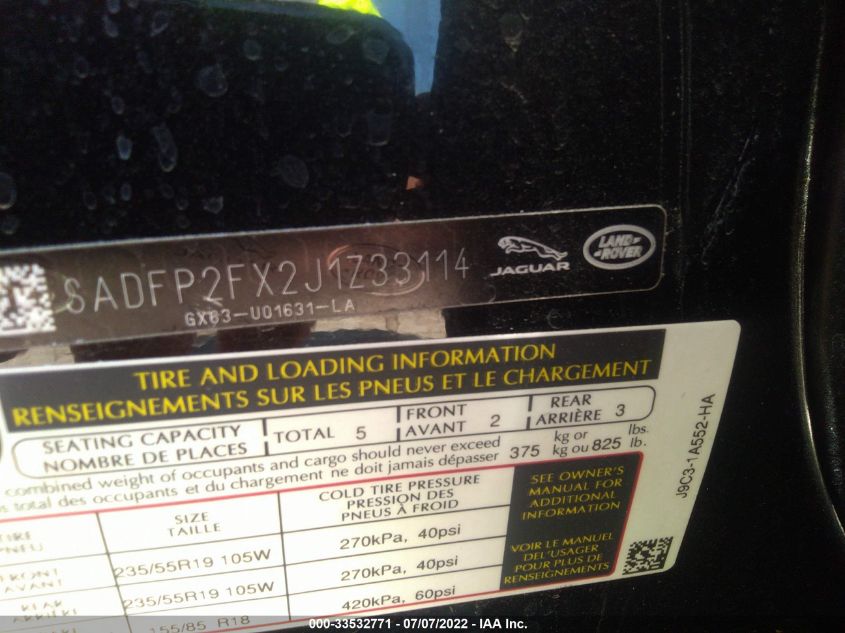 SADFP2FX2J1Z33114
GX63-U01631-LA
JAGUAR
LAND ROVER
TIRE AND LOADING INFORMATION
RENSEIGNEMENTS SUR LES PNEUS ET LE CHARGEMENT
SEATING CAPACITY
NOMBRE DE PLACES
TOTAL 5
FRONT
AVANT 2
REAR
ARRIÈRE 3
combined weight of occupants and cargo should never exceed 375 kg or 825 lbs.
total des occupants et du chargement ne doit jamais dépasser kg ou lb.
SIZE
TAILLE
COLD TIRE PRESSURE
PRESSION DES
PNEUS À FROID
235/55R19 105W
270kPa, 40psi
235/55R19 105W
270kPa, 40psi
155/85 R18
420kPa, 60psi
SEE OWNER'S
MANUAL FOR
ADDITIONAL
INFORMATION
VOIR LE MANUEL
DEL'USAGER
POUR PLUS DE
RENSEIGNEMENTS
J9C3-1A552-HA
000-33532771 - 07/07/2022 - IAA Inc.